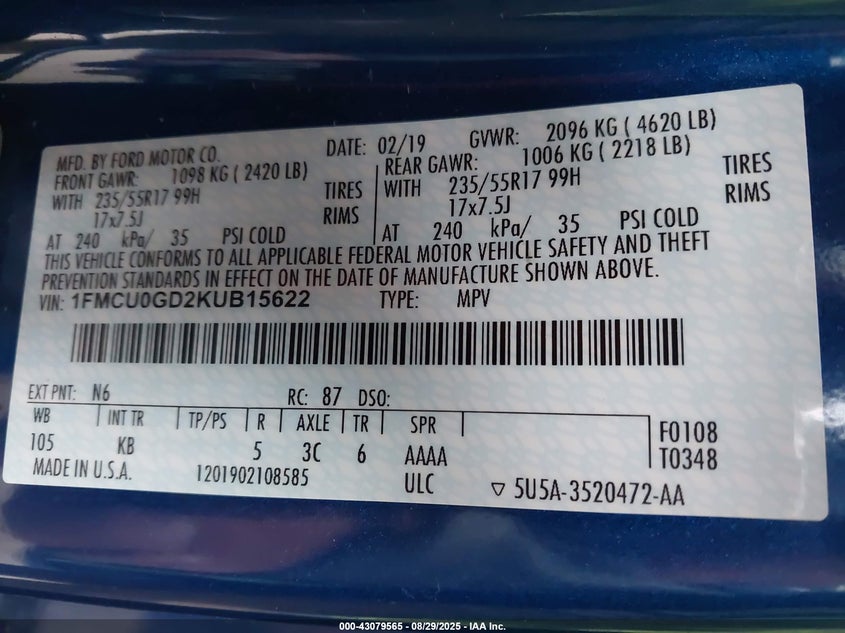 MFD. BY FORD MOTOR CO. DATE: 02/19 GVWR: 2096 KG ( 4620 LB)
FRONT GAWR: 1098 KG ( 2420 LB) REAR GAWR: 1006 KG ( 2218 LB)
WITH 235/55R17 99H TIRES WITH 235/55R17 99H TIRES
17x7.5J RIMS 17x7.5J RIMS
AT 240 kPa/ 35 PSI COLD AT 240 kPa/ 35 PSI COLD
THIS VEHICLE CONFORMS TO ALL APPLICABLE FEDERAL MOTOR VEHICLE SAFETY AND THEFT
PREVENTION STANDARDS IN EFFECT ON THE DATE OF MANUFACTURE SHOWN ABOVE.
VIN: 1FMCU0GD2KUB15622 TYPE: MPV
EXT PNT: N6 RC: 87 DSO:
WB INT TR TP/PS R AXLE TR SPR
105 KB 5 3C 6 AAAA
F0108
T0348
MADE IN U.S.A. 1201902108585 ULC ▽ 5U5A-3520472-AA
000-43079565 - 08/29/2025 - IAA Inc.